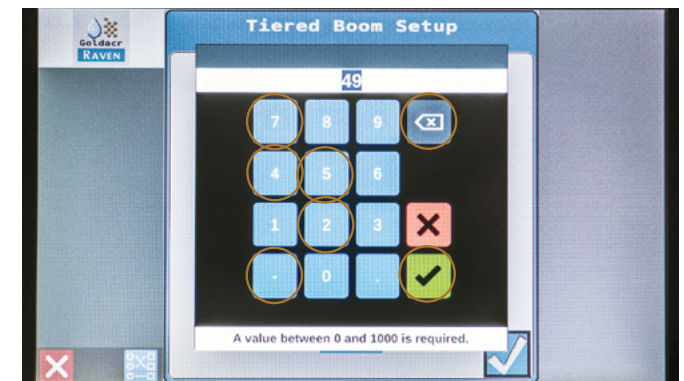 Tiered Boom Setup
Goldacr
RAVEN
49
7 8 9
4 5 6
1 2 3
- 0 .
A value between 0 and 1000 is required.